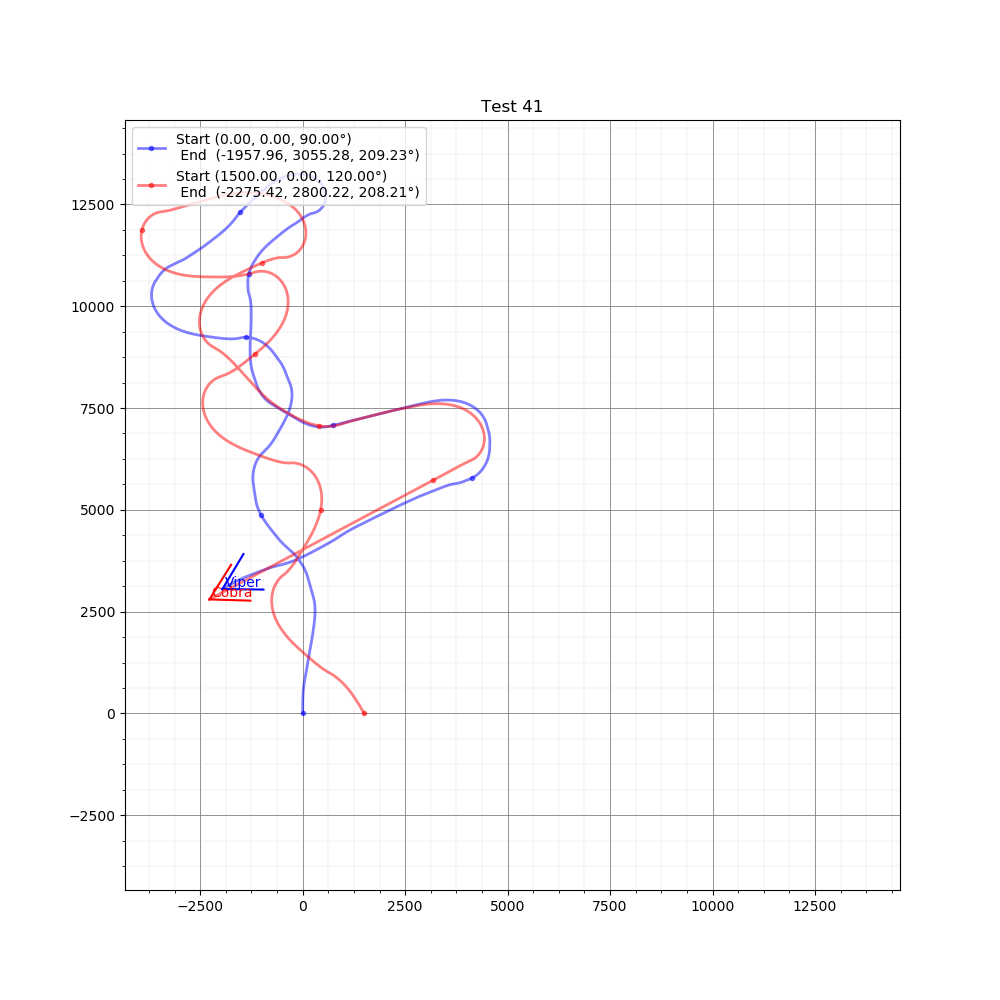 Test 41
Start (0.00, 0.00, 90.00°)
End (-1957.96, 3055.28, 209.23°)
Start (1500.00, 0.00, 120.00°)
End (-2275.42, 2800.22, 208.21°)
12500
10000
7500
5000
2500
0
−2500
Viper
Cobra
−2500
0
2500
5000
7500
10000
12500